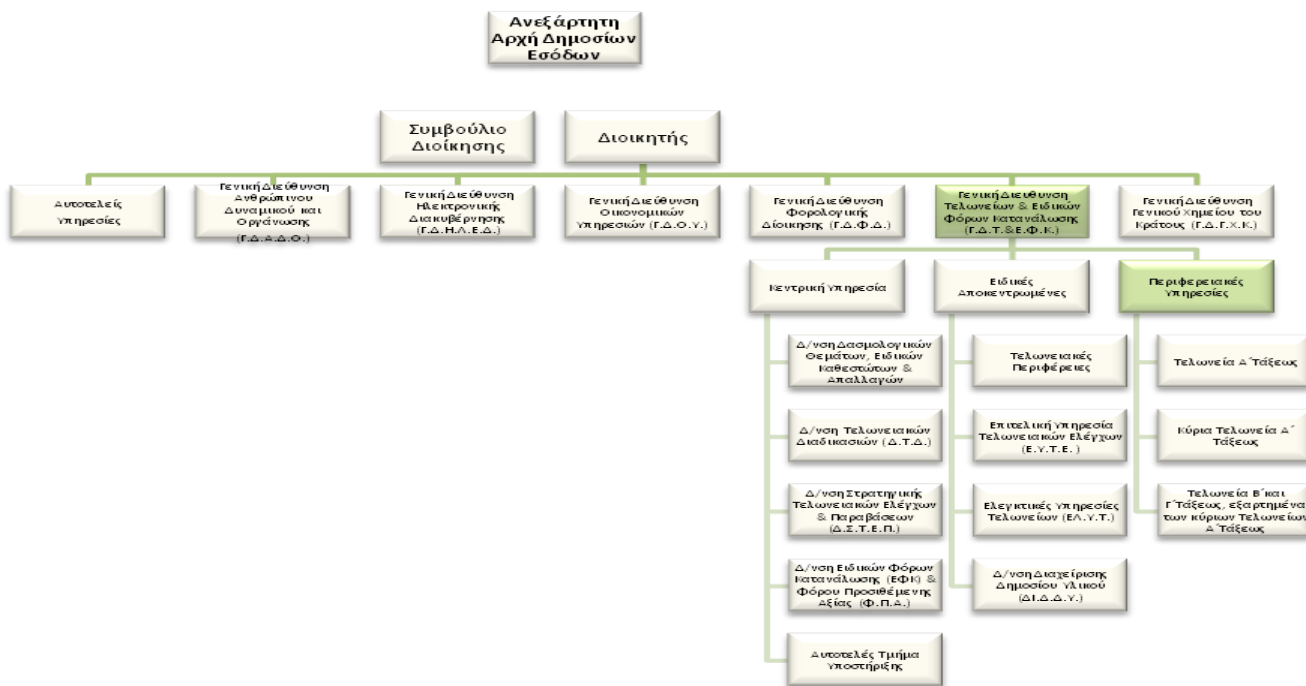 Ανεξάρτητη
Αρχή Δημοσίων
Εσόδων
Συμβούλιο
Διοίκησης
Διοικητής
Αυτοτελείς
Υπηρεσίες
Γενική Διεύθυνση
Ανθρώπινου
Δυναμικού και
Οργάνωσης
(Γ.Δ.Α.Δ.Ο.)
Γενική Διεύθυνση
Ηλεκτρονικής
Διακυβέρνησης
(Γ.Δ.Η.Λ.Ε.Δ.)
Γενική Διεύθυνση
Οικονομικών
Υπηρεσιών (Γ.Δ.Ο.Υ.)
Γενική Διεύθυνση
Φορολογικής
Δίοικησης (Γ.Δ.Φ.Δ.)
Γενική Διευθυνση
Τελωνείων & Ειδικών
Φόρων Κατανάλωσης
(Γ.Δ.Τ.&Ε.Φ.Κ.)
Γενική Διεύθυνση
Γενικού Χημείου του
Κράτους (Γ.Δ.Γ.Χ.Κ.)
Κεντρική Υπηρεσία
Ειδικές
Αποκεντρωμένες
Περιφερειακές
Υπηρεσίες
Δ/νση Δασμολογικών
Θεμάτων, Ειδικών
Καθεστώτων &
Απαλλαγών
Δ/νση Τελωνειακών
Διαδικασιών (Δ.Τ.Δ.)
Δ/νση Στρατηγικής
Τελωνειακών Ελέγχων
& Παραβάσεων
(Δ.Σ.Τ.Ε.Π.)
Δ/νση Ειδικών Φόρων
Κατανάλωσης (ΕΦΚ) &
Φόρου Προσιθέμενης
Αξίας (Φ.Π.Α.)
Αυτοτελές Τμήμα
Υποστήριξης
Τελωνειακές
Περιφέρειες
Επιτελική Υπηρεσία
Τελωνειακών Ελέγχων
(Ε.Υ.Τ.Ε.)
Ελεγκτικές Υπηρεσίες
Τελωνείων (ΕΛ.Υ.Τ.)
Δ/νση Διαχείρισης
Δημοσίου Υλικού
(ΔΙ.Δ.Δ.Υ.)
Τελωνεία Α΄Τάξεως
Κύρια Τελωνεία Α΄
Τάξεως
Τελωνεία Β΄ και
Γ΄Τάξεως, εξαρτημένα
των κύριων Τελωνείων
Α΄Τάξεως